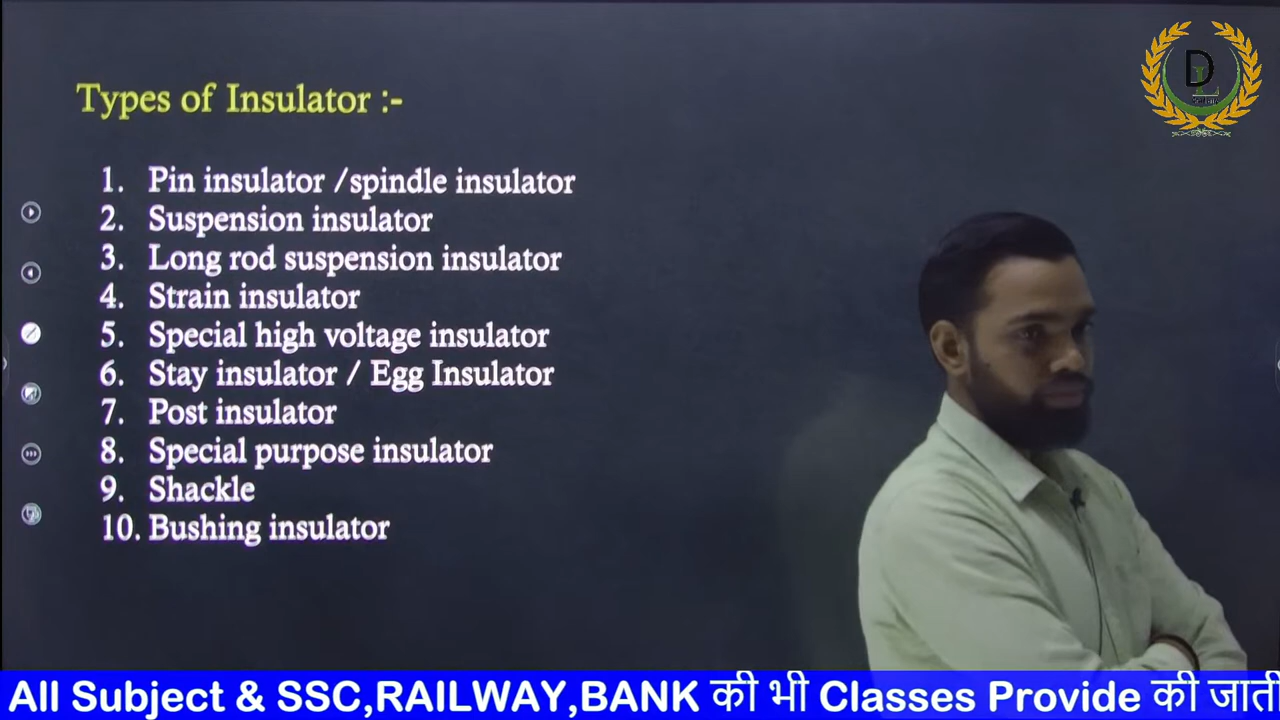 Types of Insulator :-
1. Pin insulator /spindle insulator
2. Suspension insulator
3. Long rod suspension insulator
4. Strain insulator
5. Special high voltage insulator
6. Stay insulator / Egg Insulator
7. Post insulator
8. Special purpose insulator
9. Shackle
10. Bushing insulator
D
L
All Subject & SSC,RAILWAY,BANK की भी Classes Provide की जाती